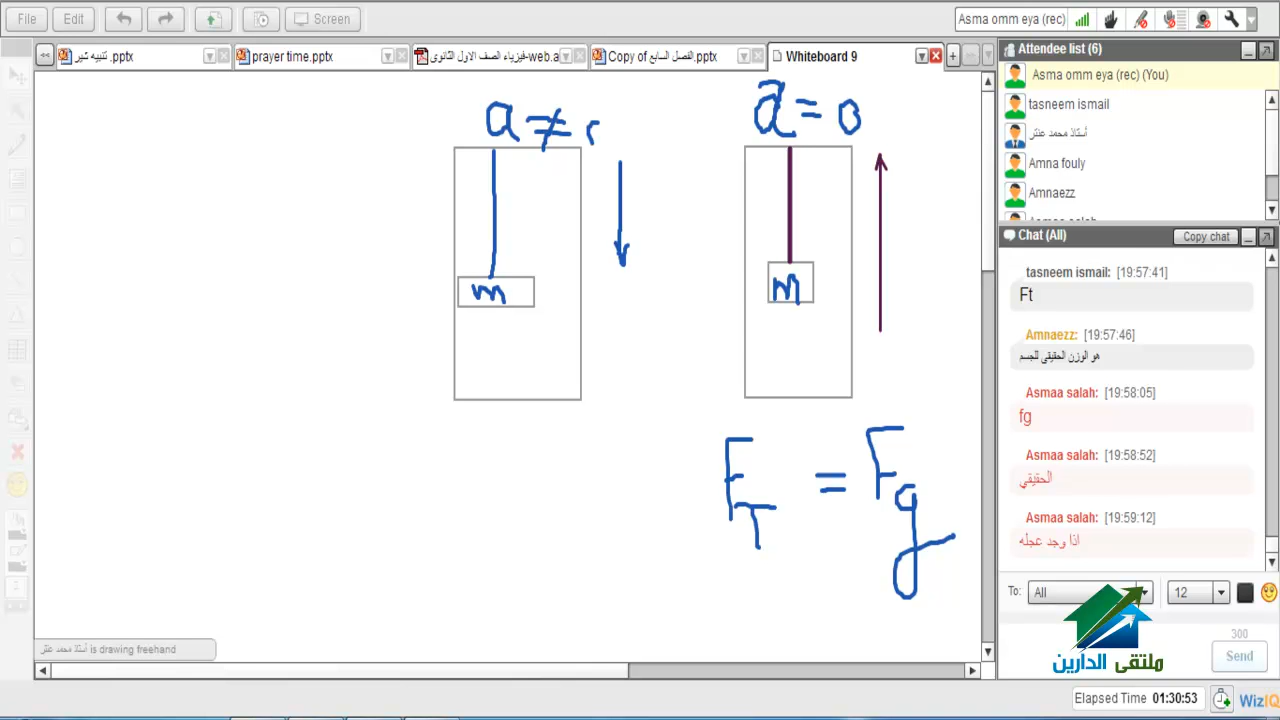 File
Edit
Screen
Asma omm eya (rec)
تنبيه هير.pptx
prayer time.pptx
فيزياء الصف الاول الثانوى-web.a
Copy of الفصل السابع.pptx
Whiteboard 9
a ≠
a = 0
m
m
F_T = F_g
أستاذ محمد عنتر is drawing freehand
Attendee list (6)
Asma omm eya (rec) (You)
tasneem ismail
أستاذ محمد عنتر
Amna fouly
Amnaezz
Asmaa salah
Chat (All)
Copy chat
tasneem ismail: [19:57:41]
Ft
Amnaezz: [19:57:46]
هو الوزن الحقيقى للجسم
Asmaa salah: [19:58:05]
fg
Asmaa salah: [19:58:52]
الحقيقي
Asmaa salah: [19:59:12]
اذا وجد عجله
To: All 12
300
Send
ملتقى الدارين
Elapsed Time 01:30:53
WizIQ